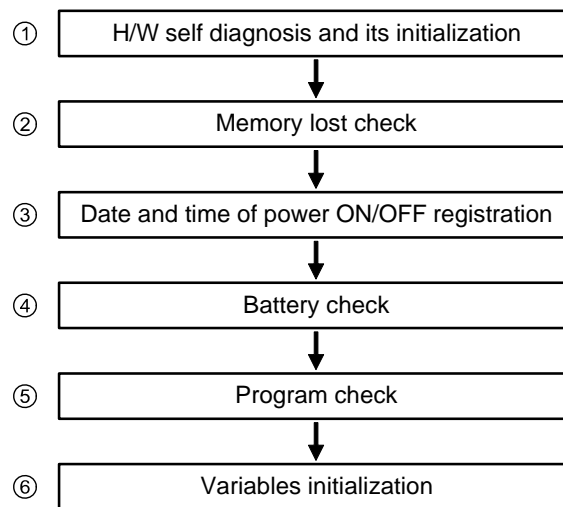 ① H/W self diagnosis and its initialization
② Memory lost check
③ Date and time of power ON/OFF registration
④ Battery check
⑤ Program check
⑥ Variables initialization